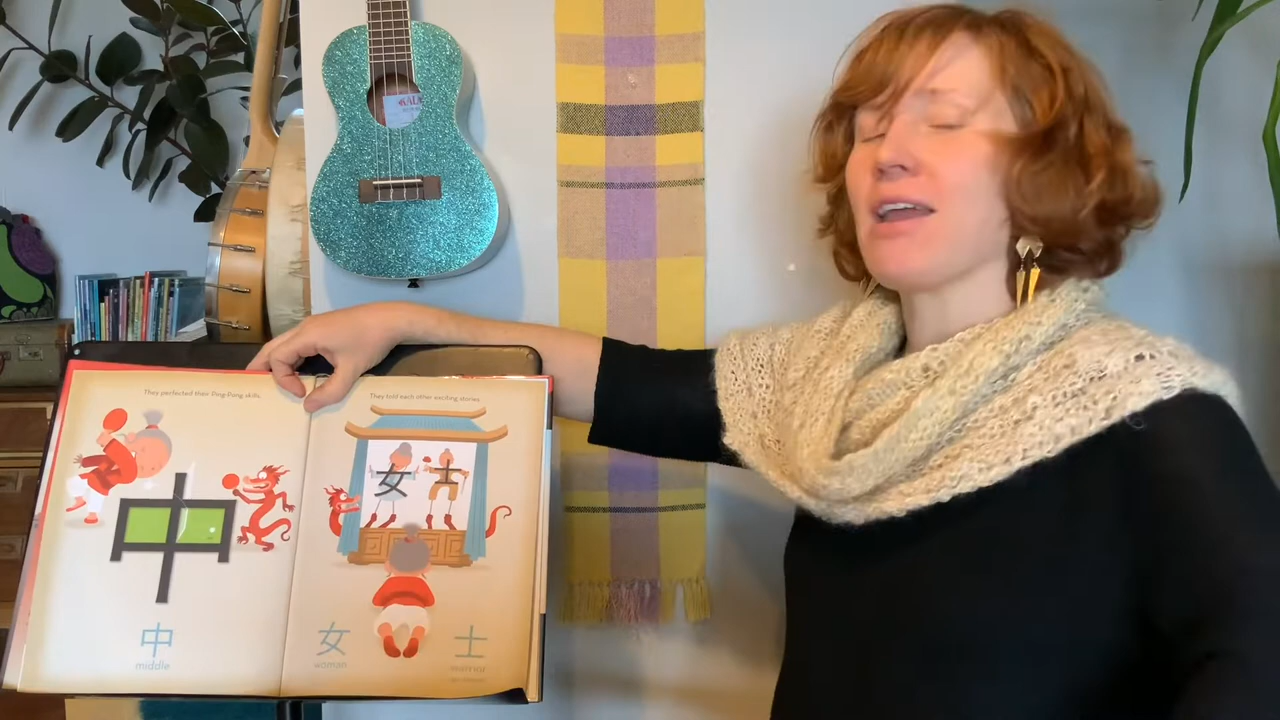 They perfected their Ping-Pong skills.
中
中
middle
They told each other exciting stories.
女 士
女 士
woman